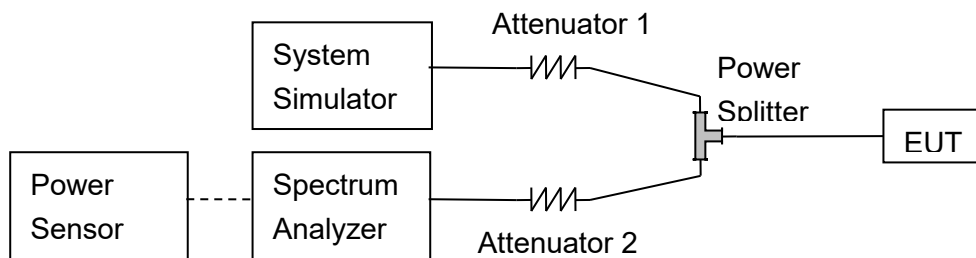 Attenuator 1
System
Simulator
Power
Splitter
EUT
Power
Sensor
Spectrum
Analyzer
Attenuator 2